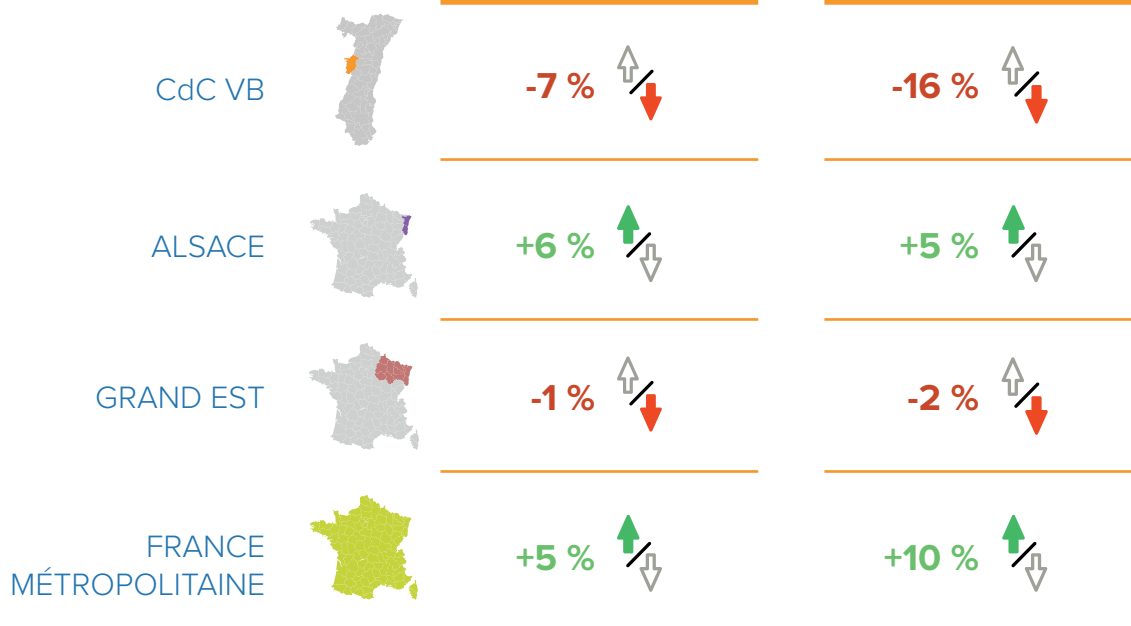 CdC VB
-7 %
-16 %
ALSACE
+6 %
+5 %
GRAND EST
-1 %
-2 %
FRANCE
MÉTROPOLITAINE
+5 %
+10 %